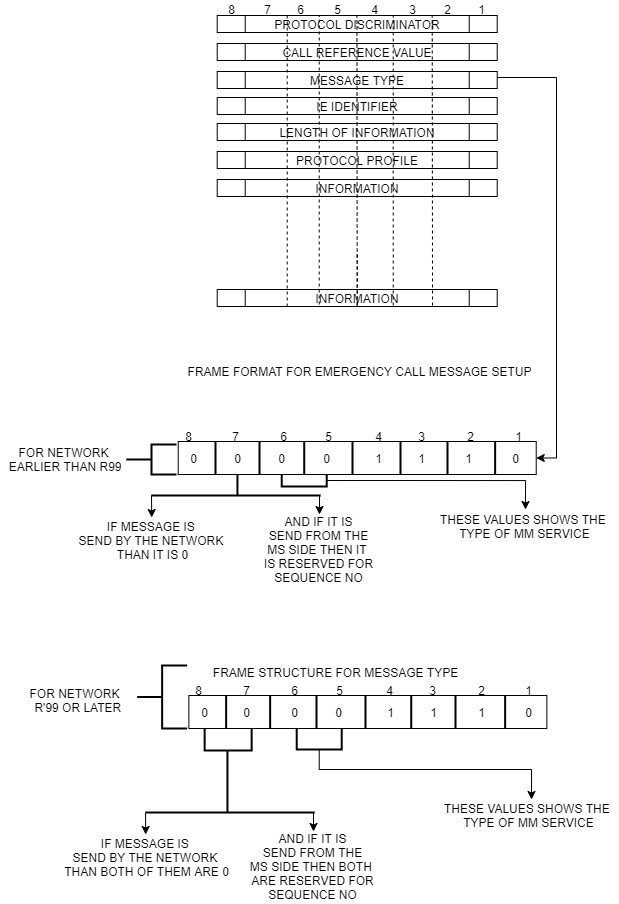 8 7 6 5 4 3 2 1
PROTOCOL DISCRIMINATOR
CALL REFERENCE VALUE
MESSAGE TYPE
IE IDENTIFIER
LENGTH OF INFORMATION
PROTOCOL PROFILE
INFORMATION
INFORMATION
FRAME FORMAT FOR EMERGENCY CALL MESSAGE SETUP
FOR NETWORK
EARLIER THAN R99
8 7 6 5 4 3 2 1
0 0 0 0 1 1 1 0
IF MESSAGE IS
SEND BY THE NETWORK
THAN IT IS 0
AND IF IT IS
SEND FROM THE
MS SIDE THEN IT
IS RESERVED FOR
SEQUENCE NO
THESE VALUES SHOWS THE
TYPE OF MM SERVICE
FRAME STRUCTURE FOR MESSAGE TYPE
FOR NETWORK
R'99 OR LATER
8 7 6 5 4 3 2 1
0 0 0 0 1 1 1 0
IF MESSAGE IS
SEND BY THE NETWORK
THAN BOTH OF THEM ARE 0
AND IF IT IS
SEND FROM THE
MS SIDE THEN BOTH
ARE RESERVED FOR
SEQUENCE NO
THESE VALUES SHOWS THE
TYPE OF MM SERVICE